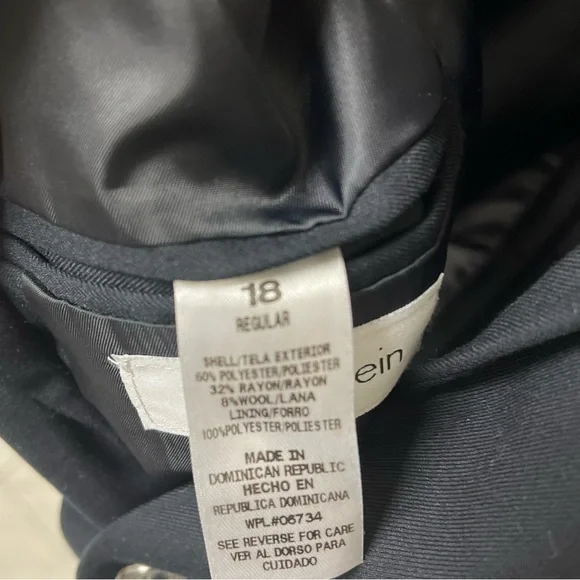 18
REGULAR
SHELL/TELA EXTERIOR
60% POLYESTER/POLIESTER
32% RAYON/RAYON
8%WOOL/LANA
LINING/FORRO
100%POLYESTER/POLIESTER
MADE IN
DOMINICAN REPUBLIC
HECHO EN
REPUBLICA DOMINICANA
WPL#06734
SEE REVERSE FOR CARE
VER AL DORSO PARA
CUIDADO
ein